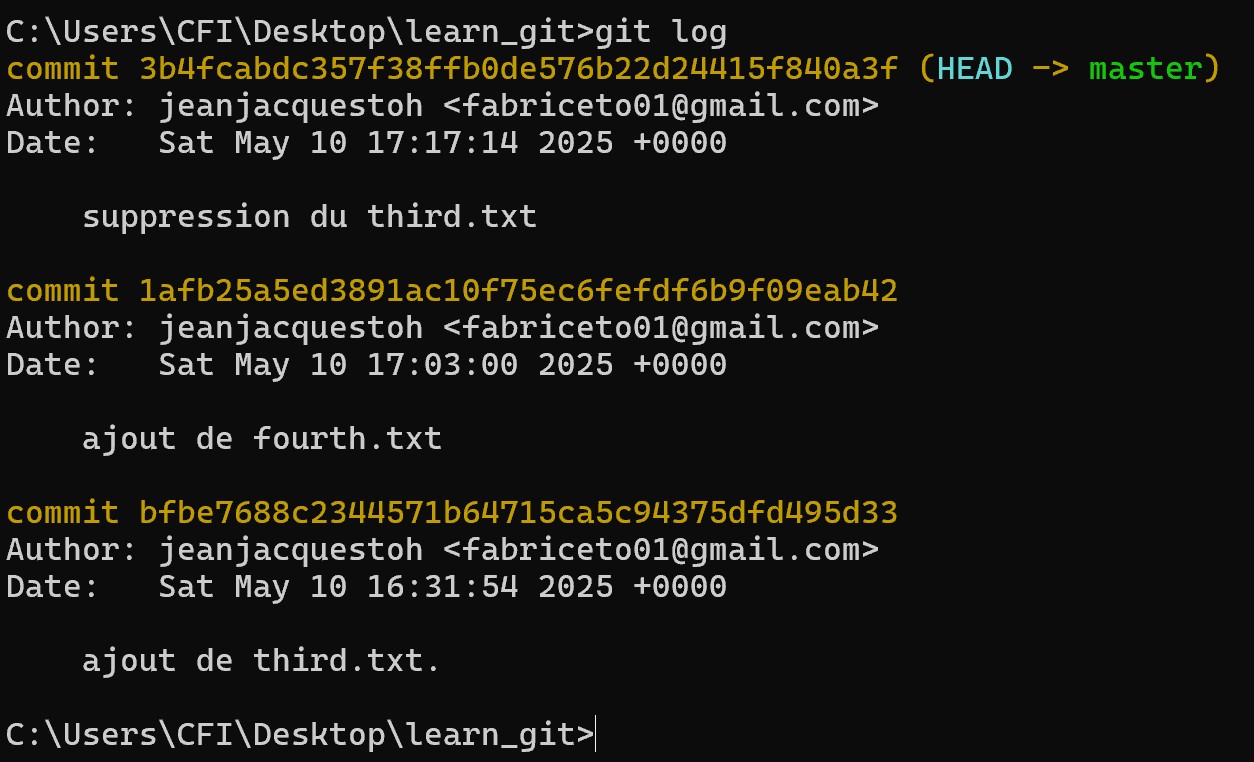 C:\Users\CFI\Desktop\learn_git>git log
commit 3b4fcabdc357f38ffb0de576b22d24415f840a3f (HEAD -> master)
Author: jeanjacquestoh <fabriceto01@gmail.com>
Date:   Sat May 10 17:17:14 2025 +0000
suppression du third.txt
commit 1afb25a5ed3891ac10f75ec6fefdf6b9f09eab42
Author: jeanjacquestoh <fabriceto01@gmail.com>
Date:   Sat May 10 17:03:00 2025 +0000
ajout de fourth.txt
commit bfbe7688c2344571b64715ca5c94375dfd495d33
Author: jeanjacquestoh <fabriceto01@gmail.com>
Date:   Sat May 10 16:31:54 2025 +0000
ajout de third.txt.
C:\Users\CFI\Desktop\learn_git>